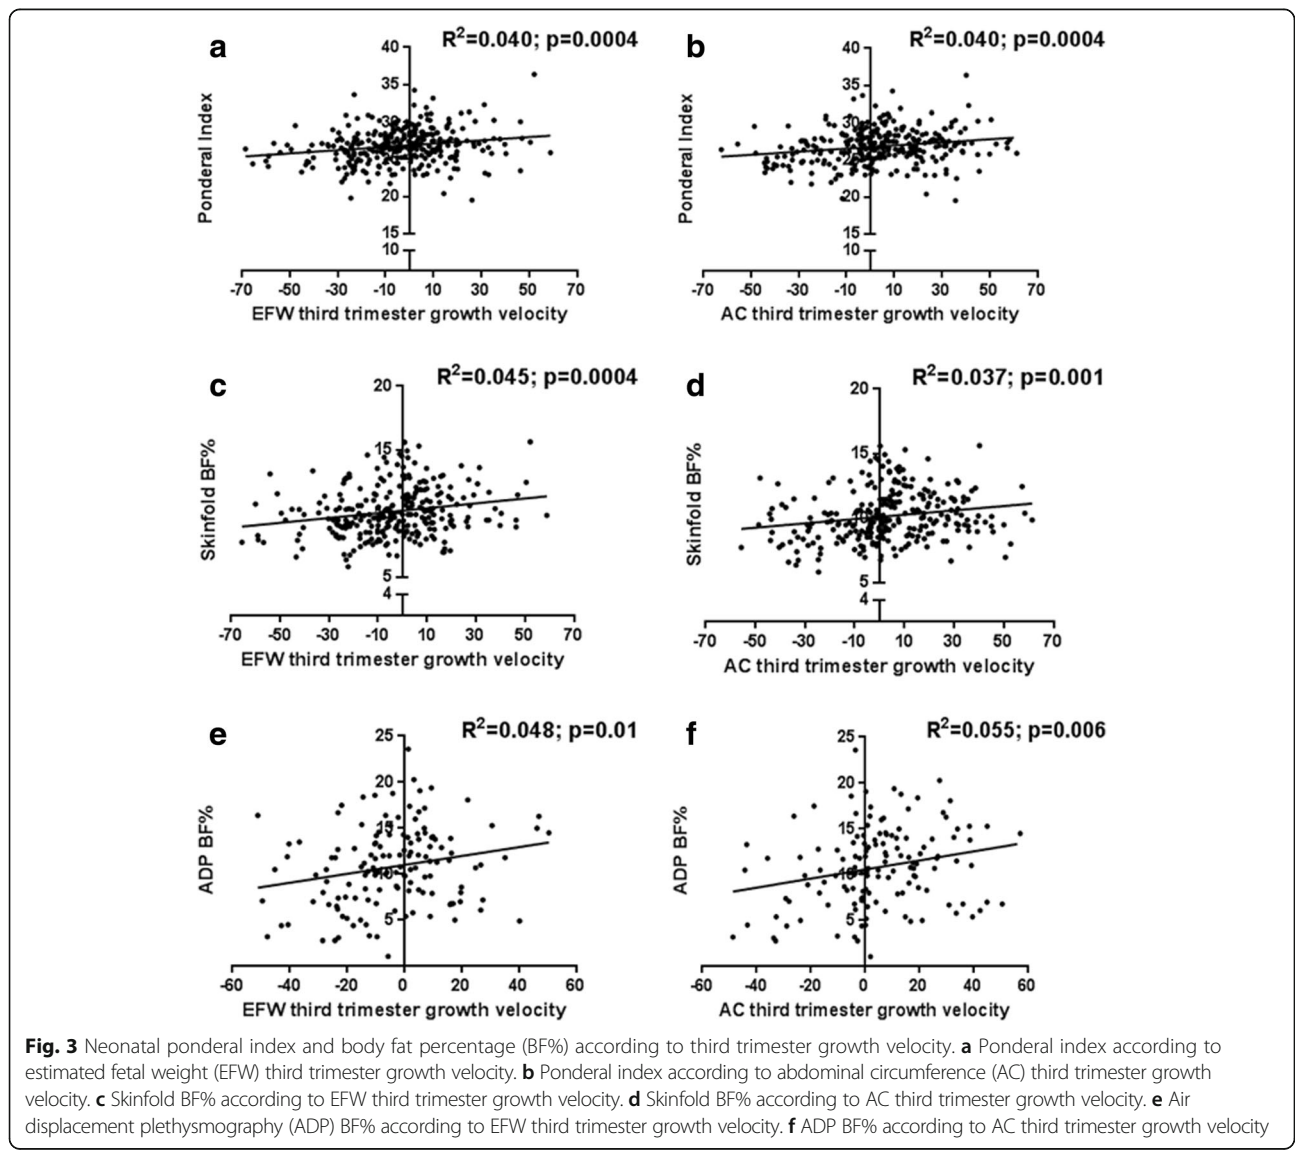 a
R²=0.040; p=0.0004
40
35
30
25
20
15
10
Ponderal Index
-70 -50 -30 -10 10 30 50 70
EFW third trimester growth velocity
b
R²=0.040; p=0.0004
40
35
30
25
20
15
10
Ponderal Index
-70 -50 -30 -10 10 30 50 70
AC third trimester growth velocity
c
R²=0.045; p=0.0004
20
15
5
4
Skinfold BF%
-70 -50 -30 -10 10 30 50 70
EFW third trimester growth velocity
d
R²=0.037; p=0.001
20
15
10
5
4
Skinfold BF%
-70 -50 -30 -10 10 30 50 70
AC third trimester growth velocity
e
R²=0.048; p=0.01
25
20
15
10
5
ADP BF%
-60 -40 -20 0 20 40 60
EFW third trimester growth velocity
f
R²=0.055; p=0.006
25
20
15
10
5
ADP BF%
-60 -40 -20 0 20 40 60
AC third trimester growth velocity
Fig. 3 Neonatal ponderal index and body fat percentage (BF%) according to third trimester growth velocity. a Ponderal index according to
estimated fetal weight (EFW) third trimester growth velocity. b Ponderal index according to abdominal circumference (AC) third trimester growth
velocity. c Skinfold BF% according to EFW third trimester growth velocity. d Skinfold BF% according to AC third trimester growth velocity. e Air
displacement plethysmography (ADP) BF% according to EFW third trimester growth velocity. f ADP BF% according to AC third trimester growth velocity